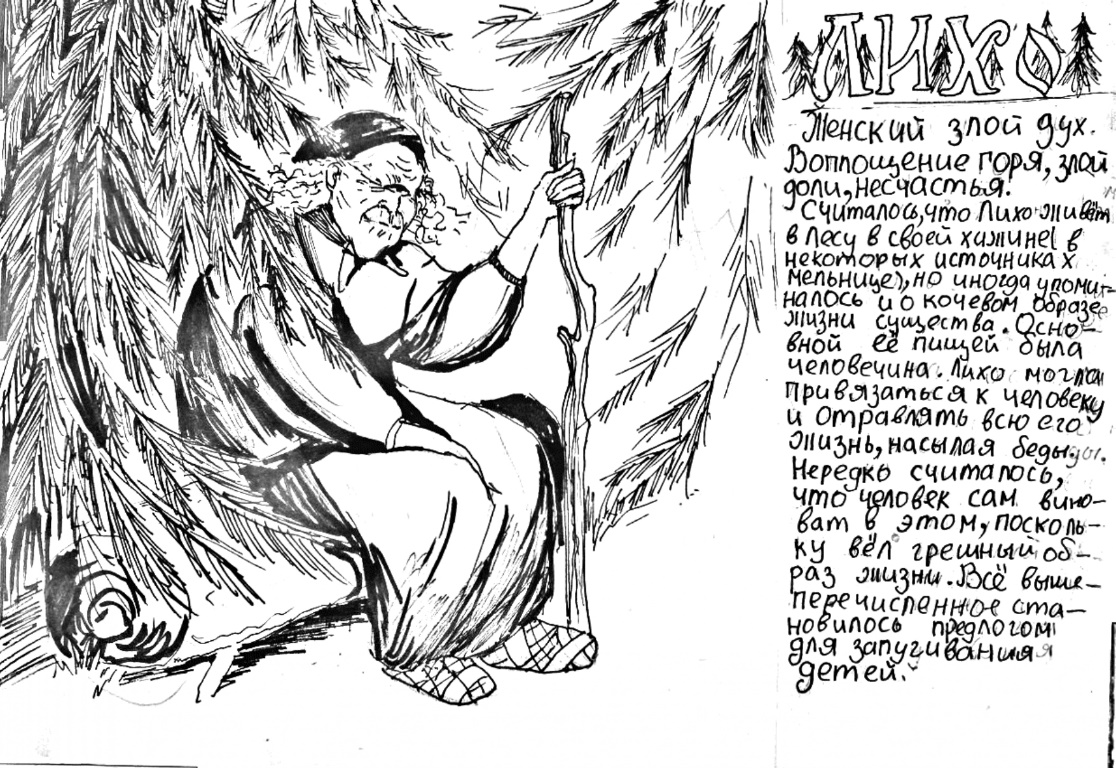 ЛИХО
Женский злой дух.
Воплощение горя, злой
доли, несчастья.
Считалось, что Лихо живёт
в лесу в своей хижине( в
некоторых источниках
мельнице), но иногда упоми-
налось и о кочевом образе
жизни существа. Осно-
вной её пищей была
человечина. Лихо могло
привязаться к человеку
и отравлять всю его
жизнь, насылая беды.
Нередко считалось,
что человек сам вино-
ват в этом, посколь-
ку вёл грешный об-
раз жизни. Всё выше-
перечисленное ста-
новилось предлогом
для запугивания
детей.